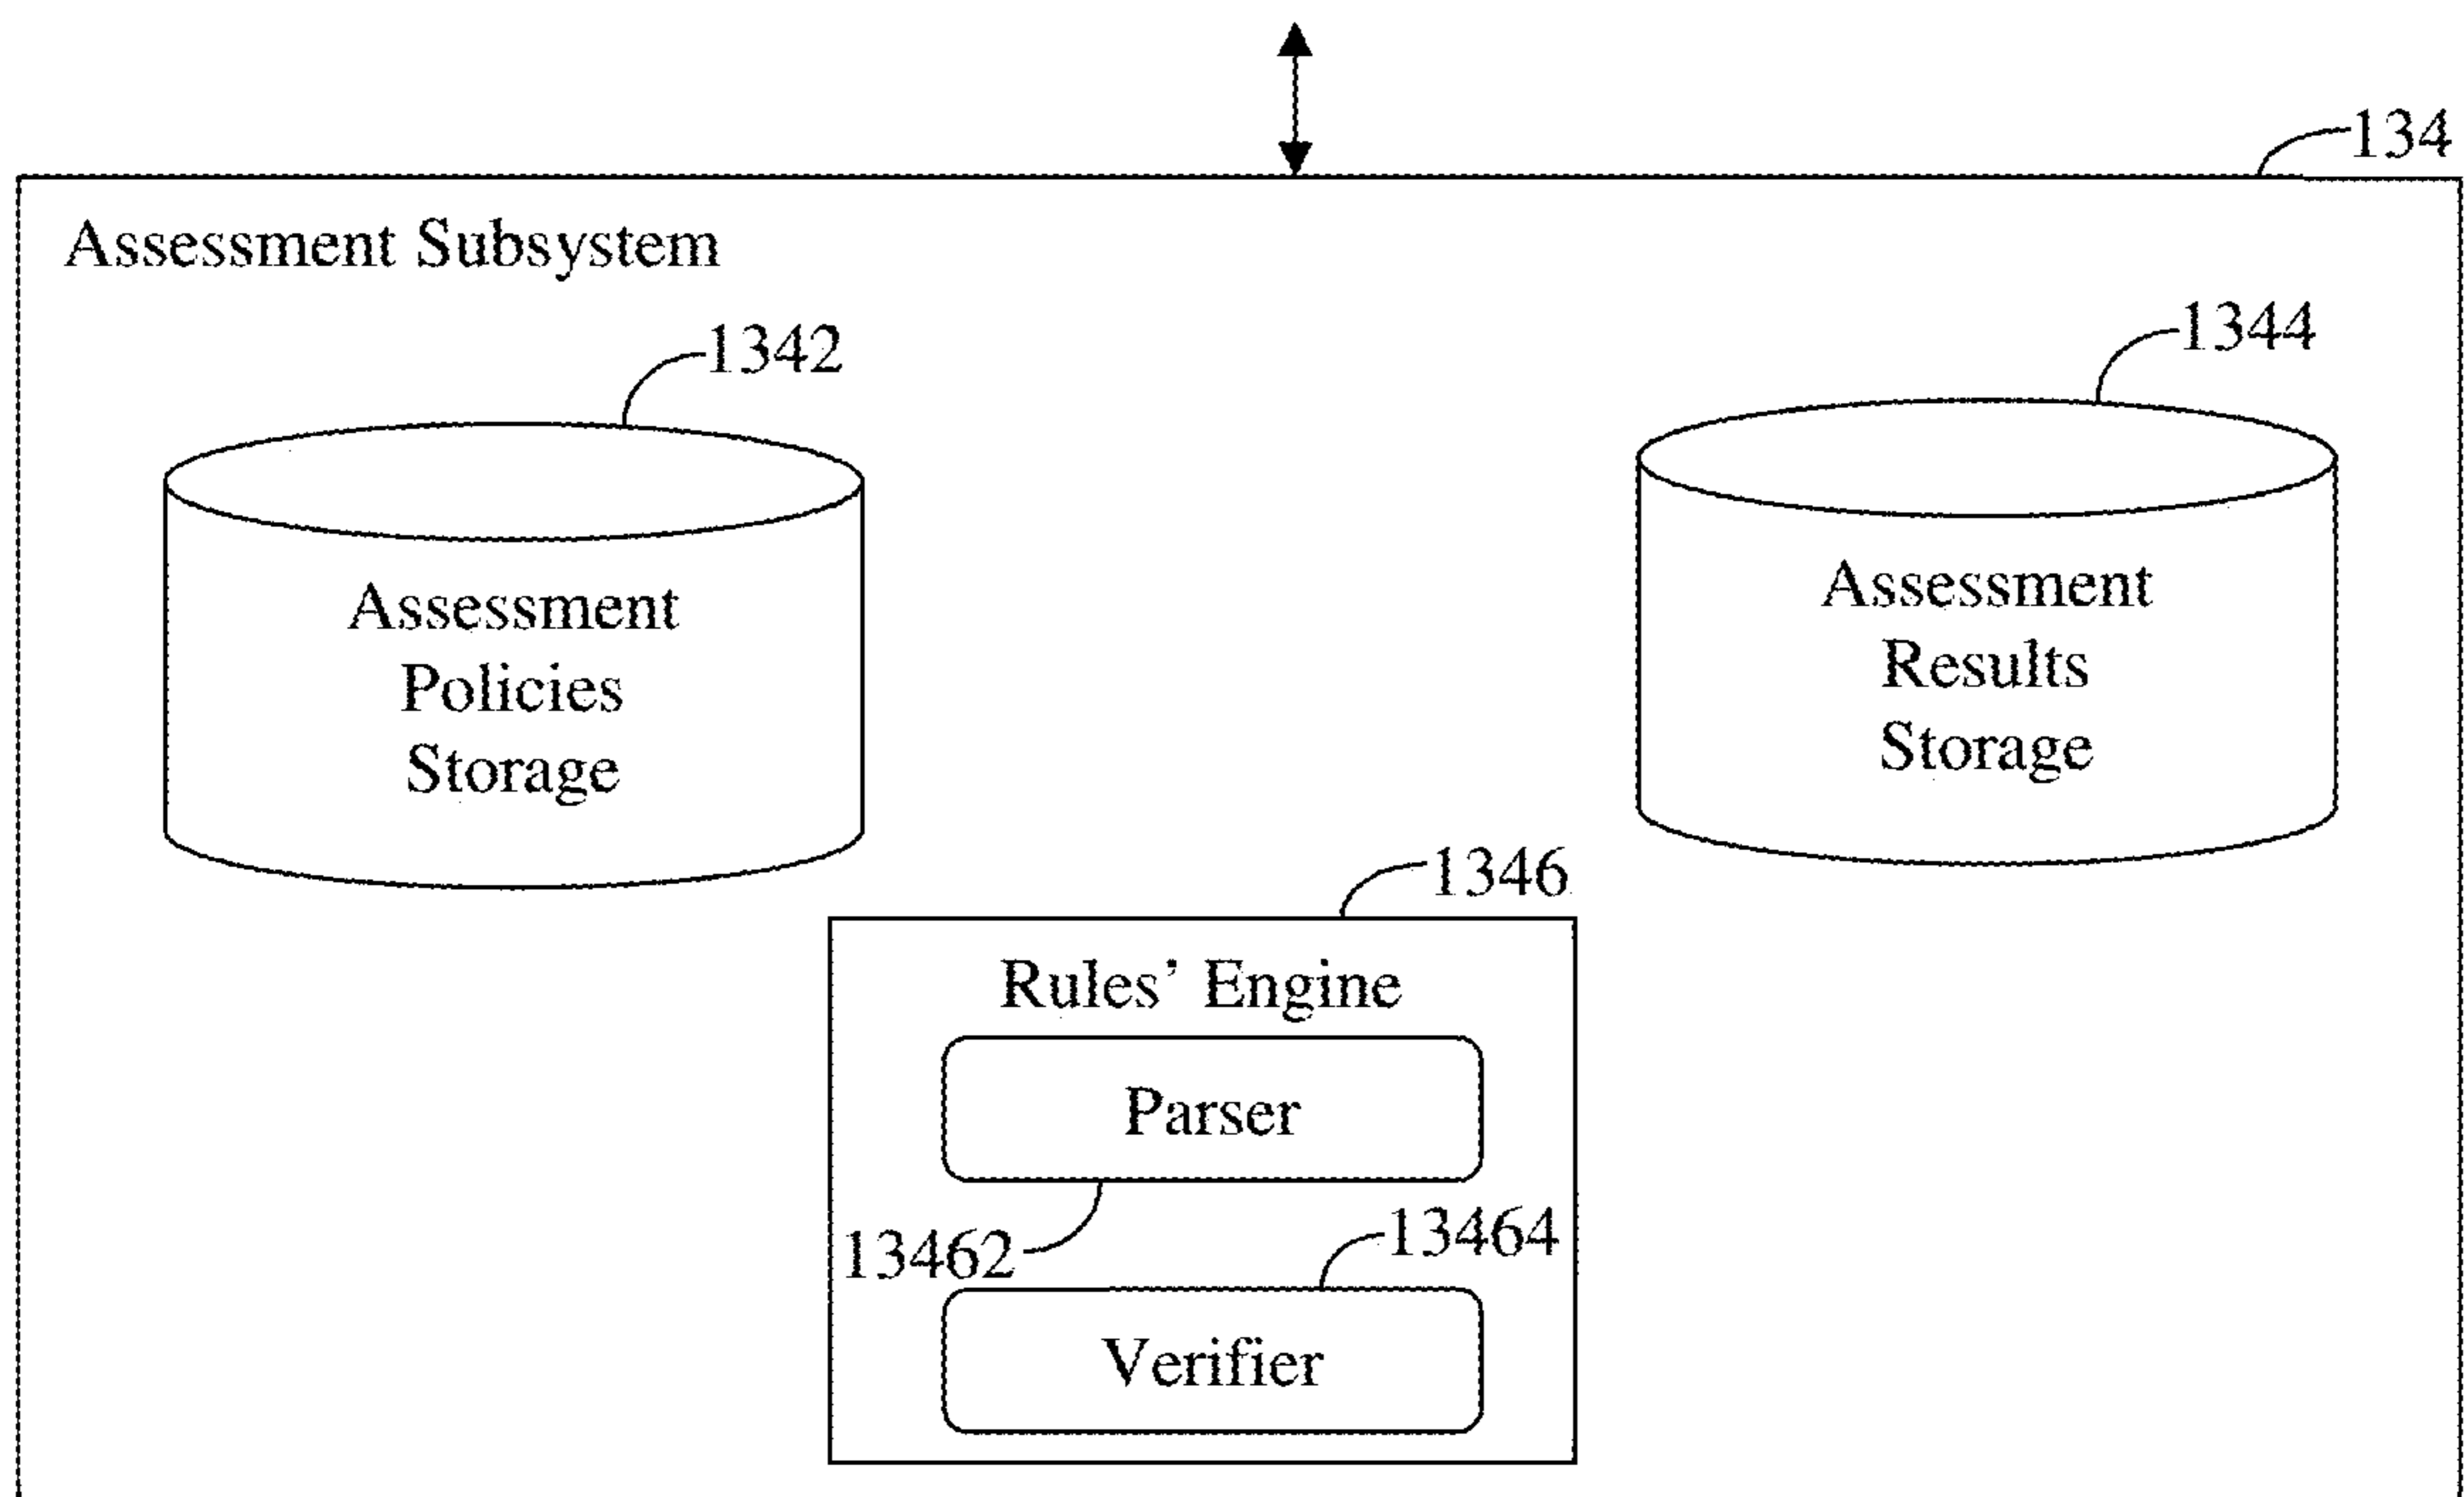 134
Assessment Subsystem
1342
1344
Assessment
Policies
Storage
Assessment
Results
Storage
1346
Rules’ Engine
Parser
13462
13464
Verifier